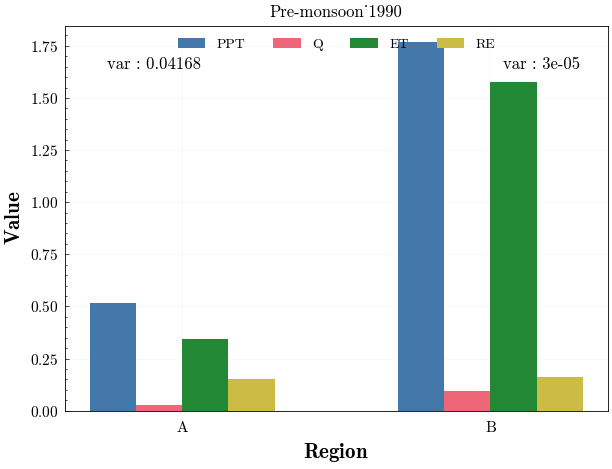 Pre-monsoon˙1990
PPT Q ET RE
var : 0.04168
var : 3e-05
1.75
1.50
1.25
1.00
0.75
0.50
0.25
0.00
Value
A B
Region